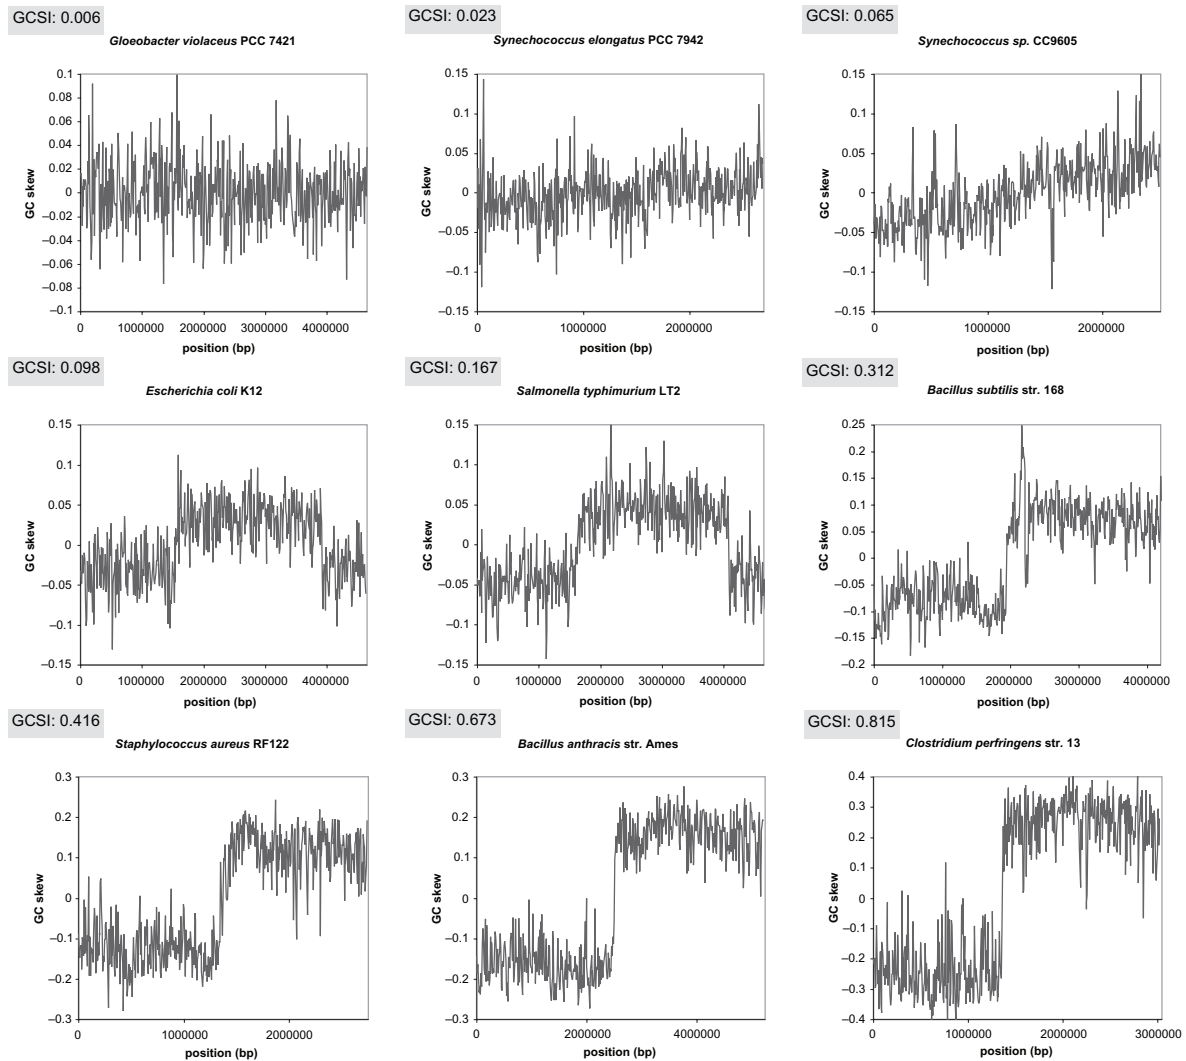 GCSI: 0.006
Gloeobacter violaceus PCC 7421
GC skew
0.1
0.08
0.06
0.04
0.02
0
–0.02
–0.04
–0.06
–0.08
–0.1
0 1000000 2000000 3000000 4000000
position (bp)
GCSI: 0.023
Synechococcus elongatus PCC 7942
GC skew
0.15
0.1
0.05
0
–0.05
–0.1
–0.15
0 1000000 2000000
position (bp)
GCSI: 0.065
Synechococcus sp. CC9605
GC skew
0.15
0.1
0.05
0
–0.05
–0.1
–0.15
0 1000000 2000000
position (bp)
GCSI: 0.098
Escherichia coli K12
GC skew
0.15
0.1
0.05
0
–0.05
–0.1
–0.15
0 1000000 2000000 3000000 4000000
position (bp)
GCSI: 0.167
Salmonella typhimurium LT2
GC skew
0.15
0.1
0.05
0
–0.05
–0.1
–0.15
0 1000000 2000000 3000000 4000000
position (bp)
GCSI: 0.312
Bacillus subtilis str. 168
GC skew
0.25
0.2
0.15
0.1
0.05
0
–0.05
–0.1
–0.15
–0.2
0 1000000 2000000 3000000 4000000
position (bp)
GCSI: 0.416
Staphylococcus aureus RF122
GC skew
0.3
0.2
0.1
0
–0.1
–0.2
–0.3
0 1000000 2000000
position (bp)
GCSI: 0.673
Bacillus anthracis str. Ames
GC skew
0.3
0.2
0.1
0
–0.1
–0.2
–0.3
0 2000000 4000000
position (bp)
GCSI: 0.815
Clostridium perfringens str. 13
GC skew
0.4
0.3
0.2
0.1
0
–0.1
–0.2
–0.3
–0.4
0 1000000 2000000 3000000
position (bp)